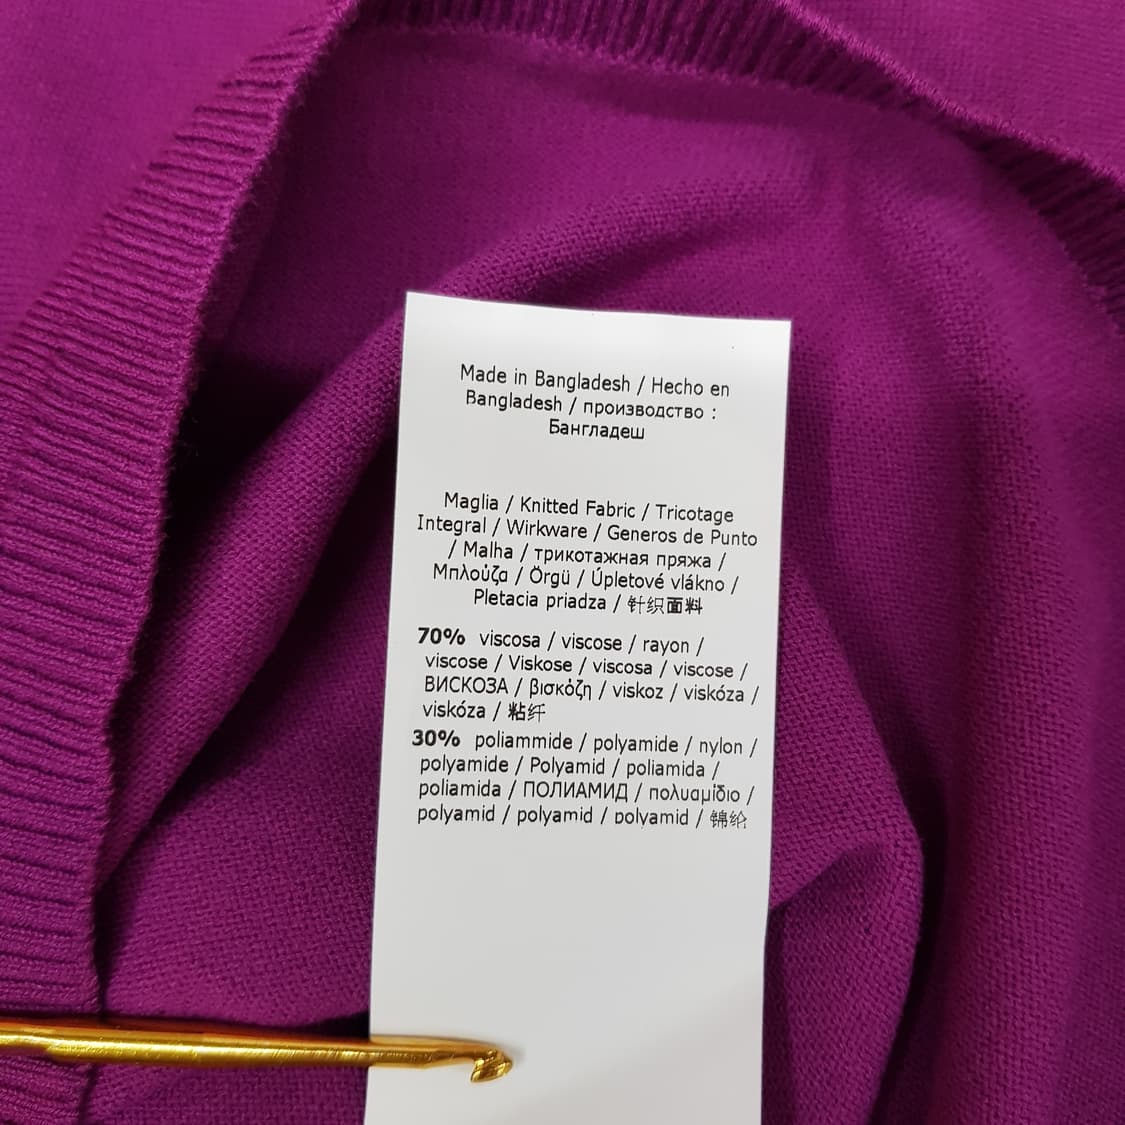 Made in Bangladesh / Hecho en
Bangladesh / производство :
Бангладеш
Maglia / Knitted Fabric / Tricotage
Integral / Wirkware / Generos de Punto
/ Malha / трикотажная пряжа /
Μπλούζα / Örgü / Úpletové vlákno /
Pletacia priadza / 针织面料
70% viscosa / viscose / rayon /
viscose / Viskose / viscosa / viscose /
ВИСКОЗА / βισκόζη / viskoz / viskóza /
viskóza / 粘纤
30% poliammide / polyamide / nylon /
polyamide / Polyamid / poliamida /
poliamida / ПОЛИАМИД / πολυαμίδιο /
polyamid / polyamid / polyamid / 锦纶